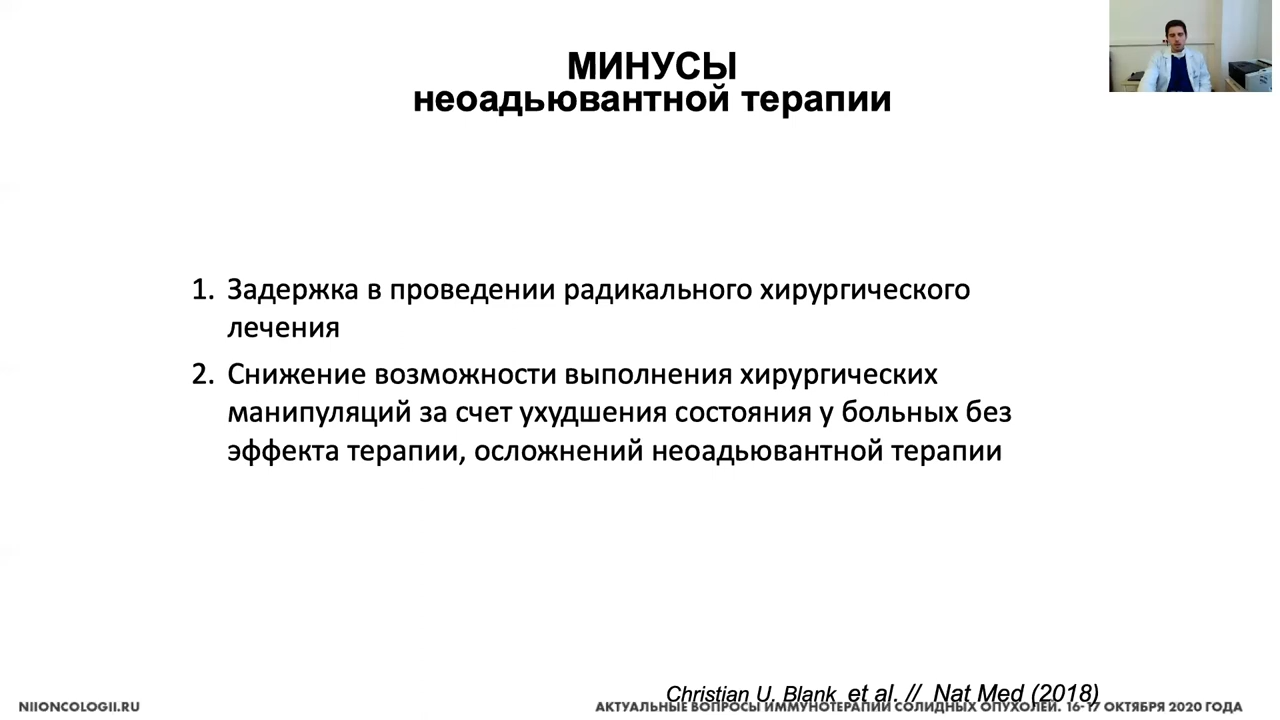 МИНУСЫ
неоадьювантной терапии
1. Задержка в проведении радикального хирургического
лечения
2. Снижение возможности выполнения хирургических
манипуляций за счет ухудшения состояния у больных без
эффекта терапии, осложнений неоадьювантной терапии
Christian U. Blank et al. // Nat Med (2018)
NIIONCOLOGII.RU
АКТУАЛЬНЫЕ ВОПРОСЫ ИММУНОТЕРАПИИ СОЛИДНЫХ ОПУХОЛЕЙ. 16-17 ОКТЯБРЯ 2020 ГОДА